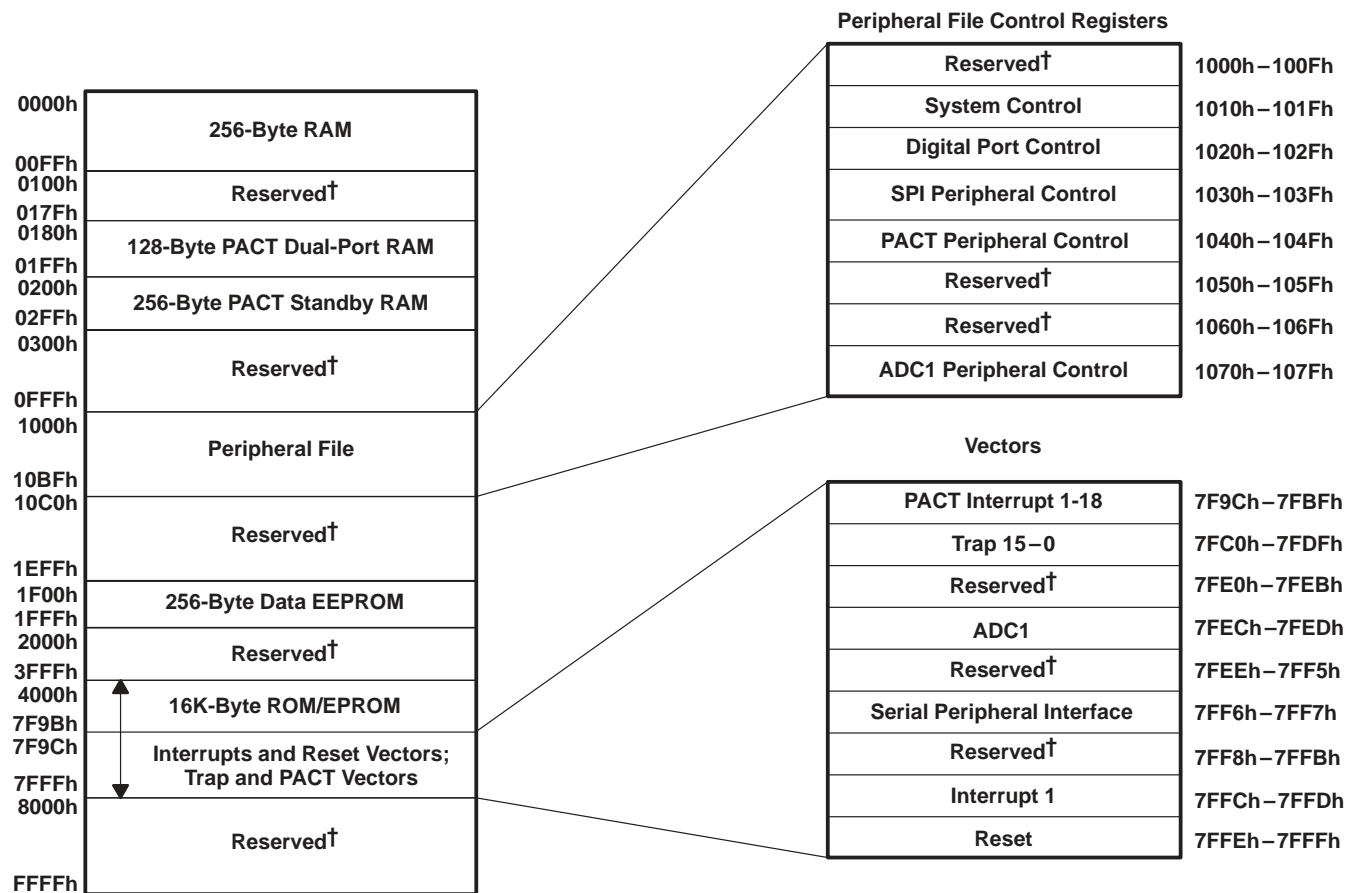 0000h
256-Byte RAM
00FFh
0100h
Reserved†
017Fh
0180h
128-Byte PACT Dual-Port RAM
01FFh
0200h
256-Byte PACT Standby RAM
02FFh
0300h
Reserved†
0FFFh
1000h
Peripheral File
10BFh
10C0h
Reserved†
1EFFh
1F00h
256-Byte Data EEPROM
1FFFh
2000h
Reserved†
3FFFh
4000h
16K-Byte ROM/EPROM
7F9Bh
7F9Ch
Interrupts and Reset Vectors;
Trap and PACT Vectors
7FFFh
8000h
Reserved†
FFFFh
Peripheral File Control Registers
Reserved† 1000h–100Fh
System Control 1010h–101Fh
Digital Port Control 1020h–102Fh
SPI Peripheral Control 1030h–103Fh
PACT Peripheral Control 1040h–104Fh
Reserved† 1050h–105Fh
Reserved† 1060h–106Fh
ADC1 Peripheral Control 1070h–107Fh
Vectors
PACT Interrupt 1-18 7F9Ch–7FBFh
Trap 15–0 7FC0h–7FDFh
Reserved† 7FE0h–7FEBh
ADC1 7FECh–7FEDh
Reserved† 7FEEh–7FF5h
Serial Peripheral Interface 7FF6h–7FF7h
Reserved† 7FF8h–7FFBh
Interrupt 1 7FFCh–7FFDh
Reset 7FFEh–7FFFh